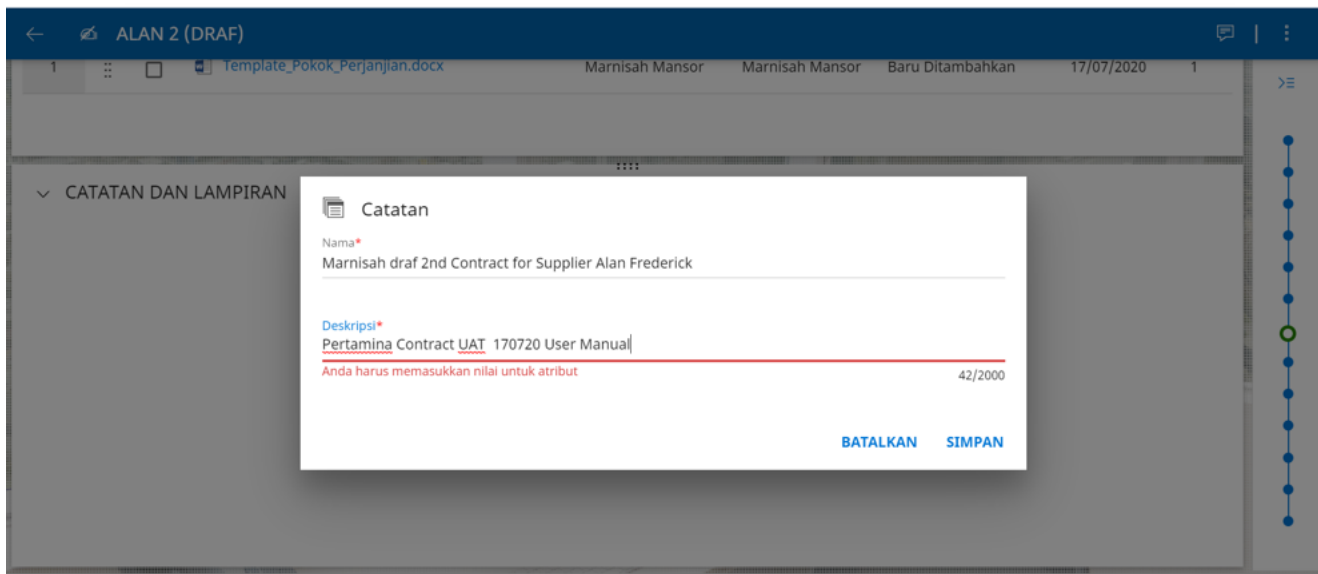 ALAN 2 (DRAF)
1 Template_Pokok_Perjanjian.docx Marnisah Mansor Marnisah Mansor Baru Ditambahkan 17/07/2020 1
CATATAN DAN LAMPIRAN
Catatan
Nama*
Marnisah draf 2nd Contract for Supplier Alan Frederick
Deskripsi*
Pertamina Contract UAT 170720 User Manual
Anda harus memasukkan nilai untuk atribut 42/2000
BATALKAN SIMPAN